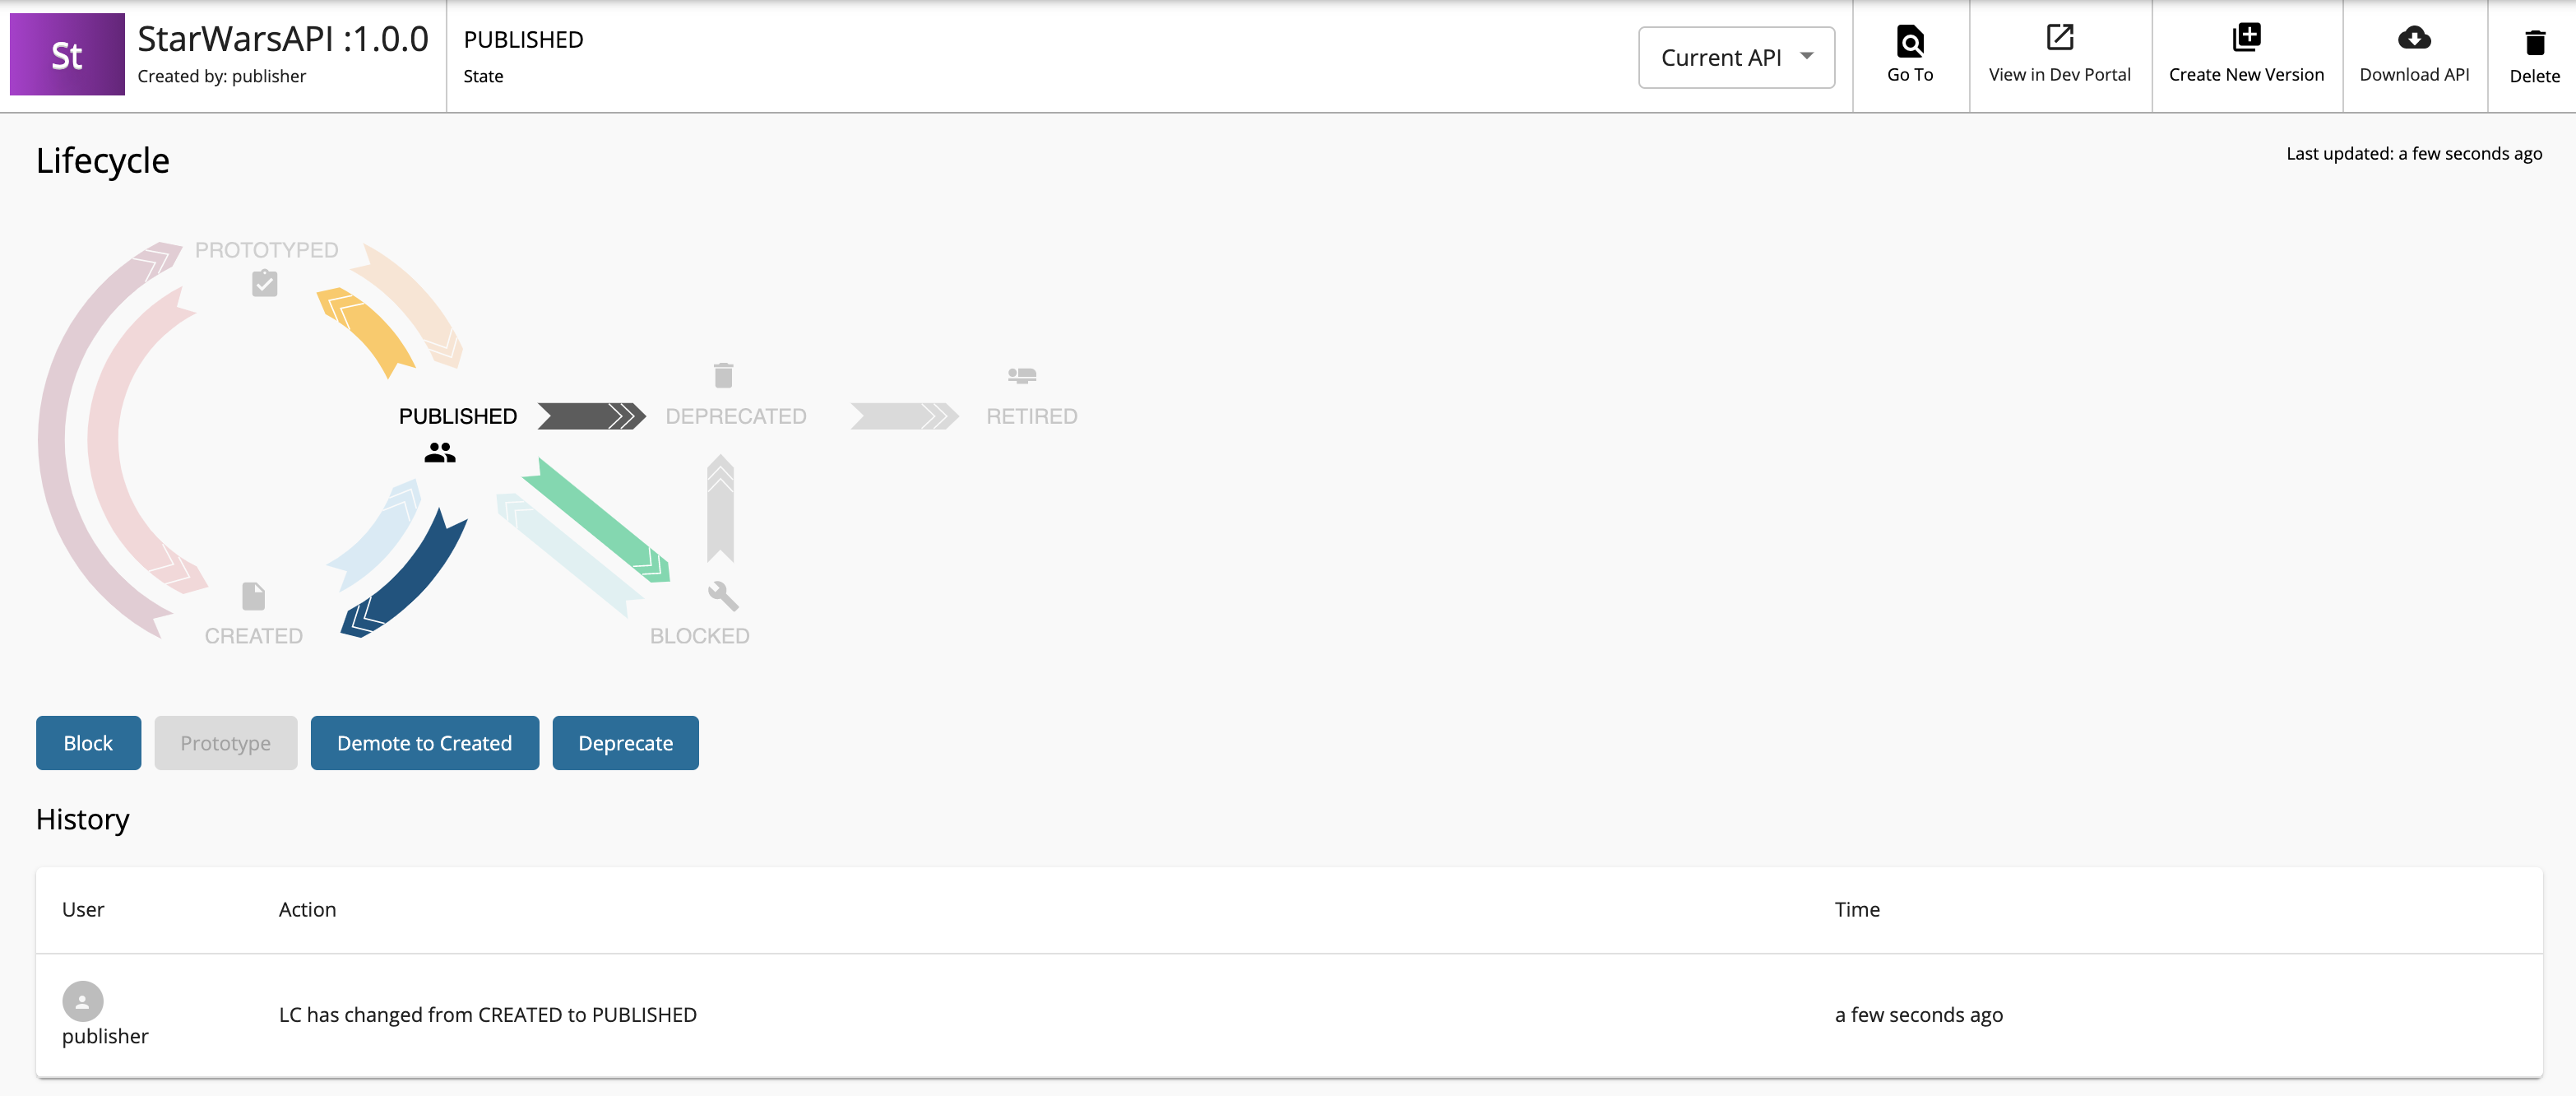 St
StarWarsAPI :1.0.0
Created by: publisher
PUBLISHED
State
Current API
Go To
View in Dev Portal
Create New Version
Download API
Delete
Lifecycle
Last updated: a few seconds ago
PROTOTYPED
PUBLISHED
DEPRECATED
RETIRED
CREATED
BLOCKED
Block
Prototype
Demote to Created
Deprecate
History
User
Action
Time
publisher
LC has changed from CREATED to PUBLISHED
a few seconds ago